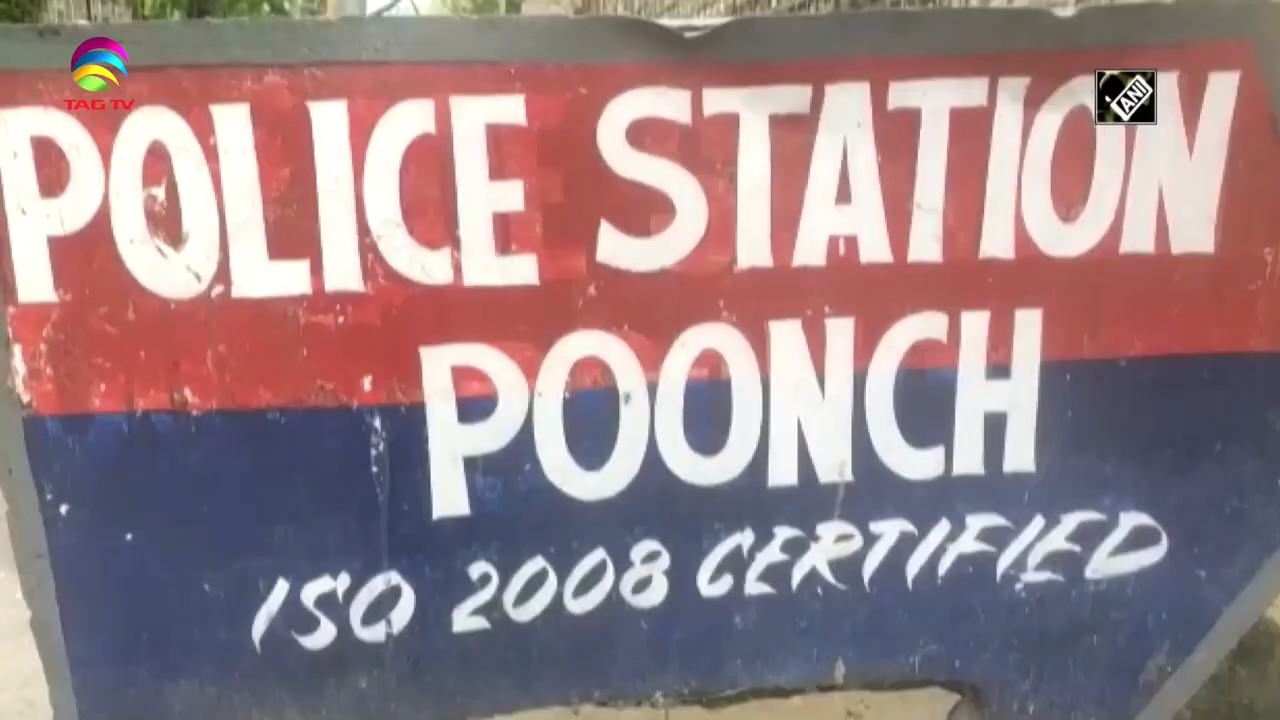 TAG TV
ANI
POLICE STATION
POONCH
ISO 2008 CERTIFIED